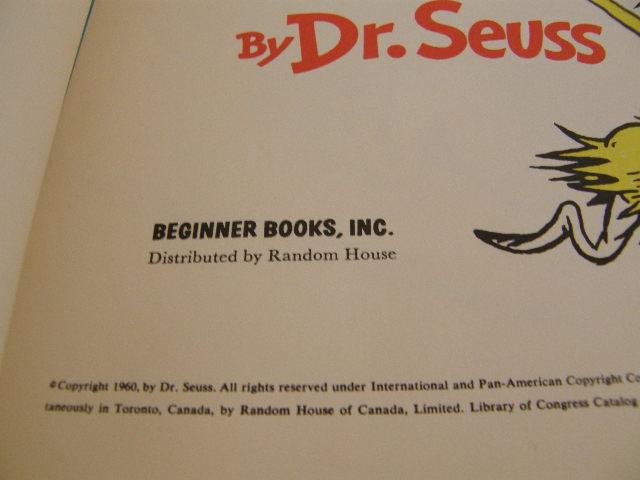 By Dr. Seuss
BEGINNER BOOKS, INC.
Distributed by Random House
©Copyright 1960, by Dr. Seuss. All rights reserved under International and Pan-American Copyright Co
taneously in Toronto, Canada, by Random House of Canada, Limited. Library of Congress Catalog